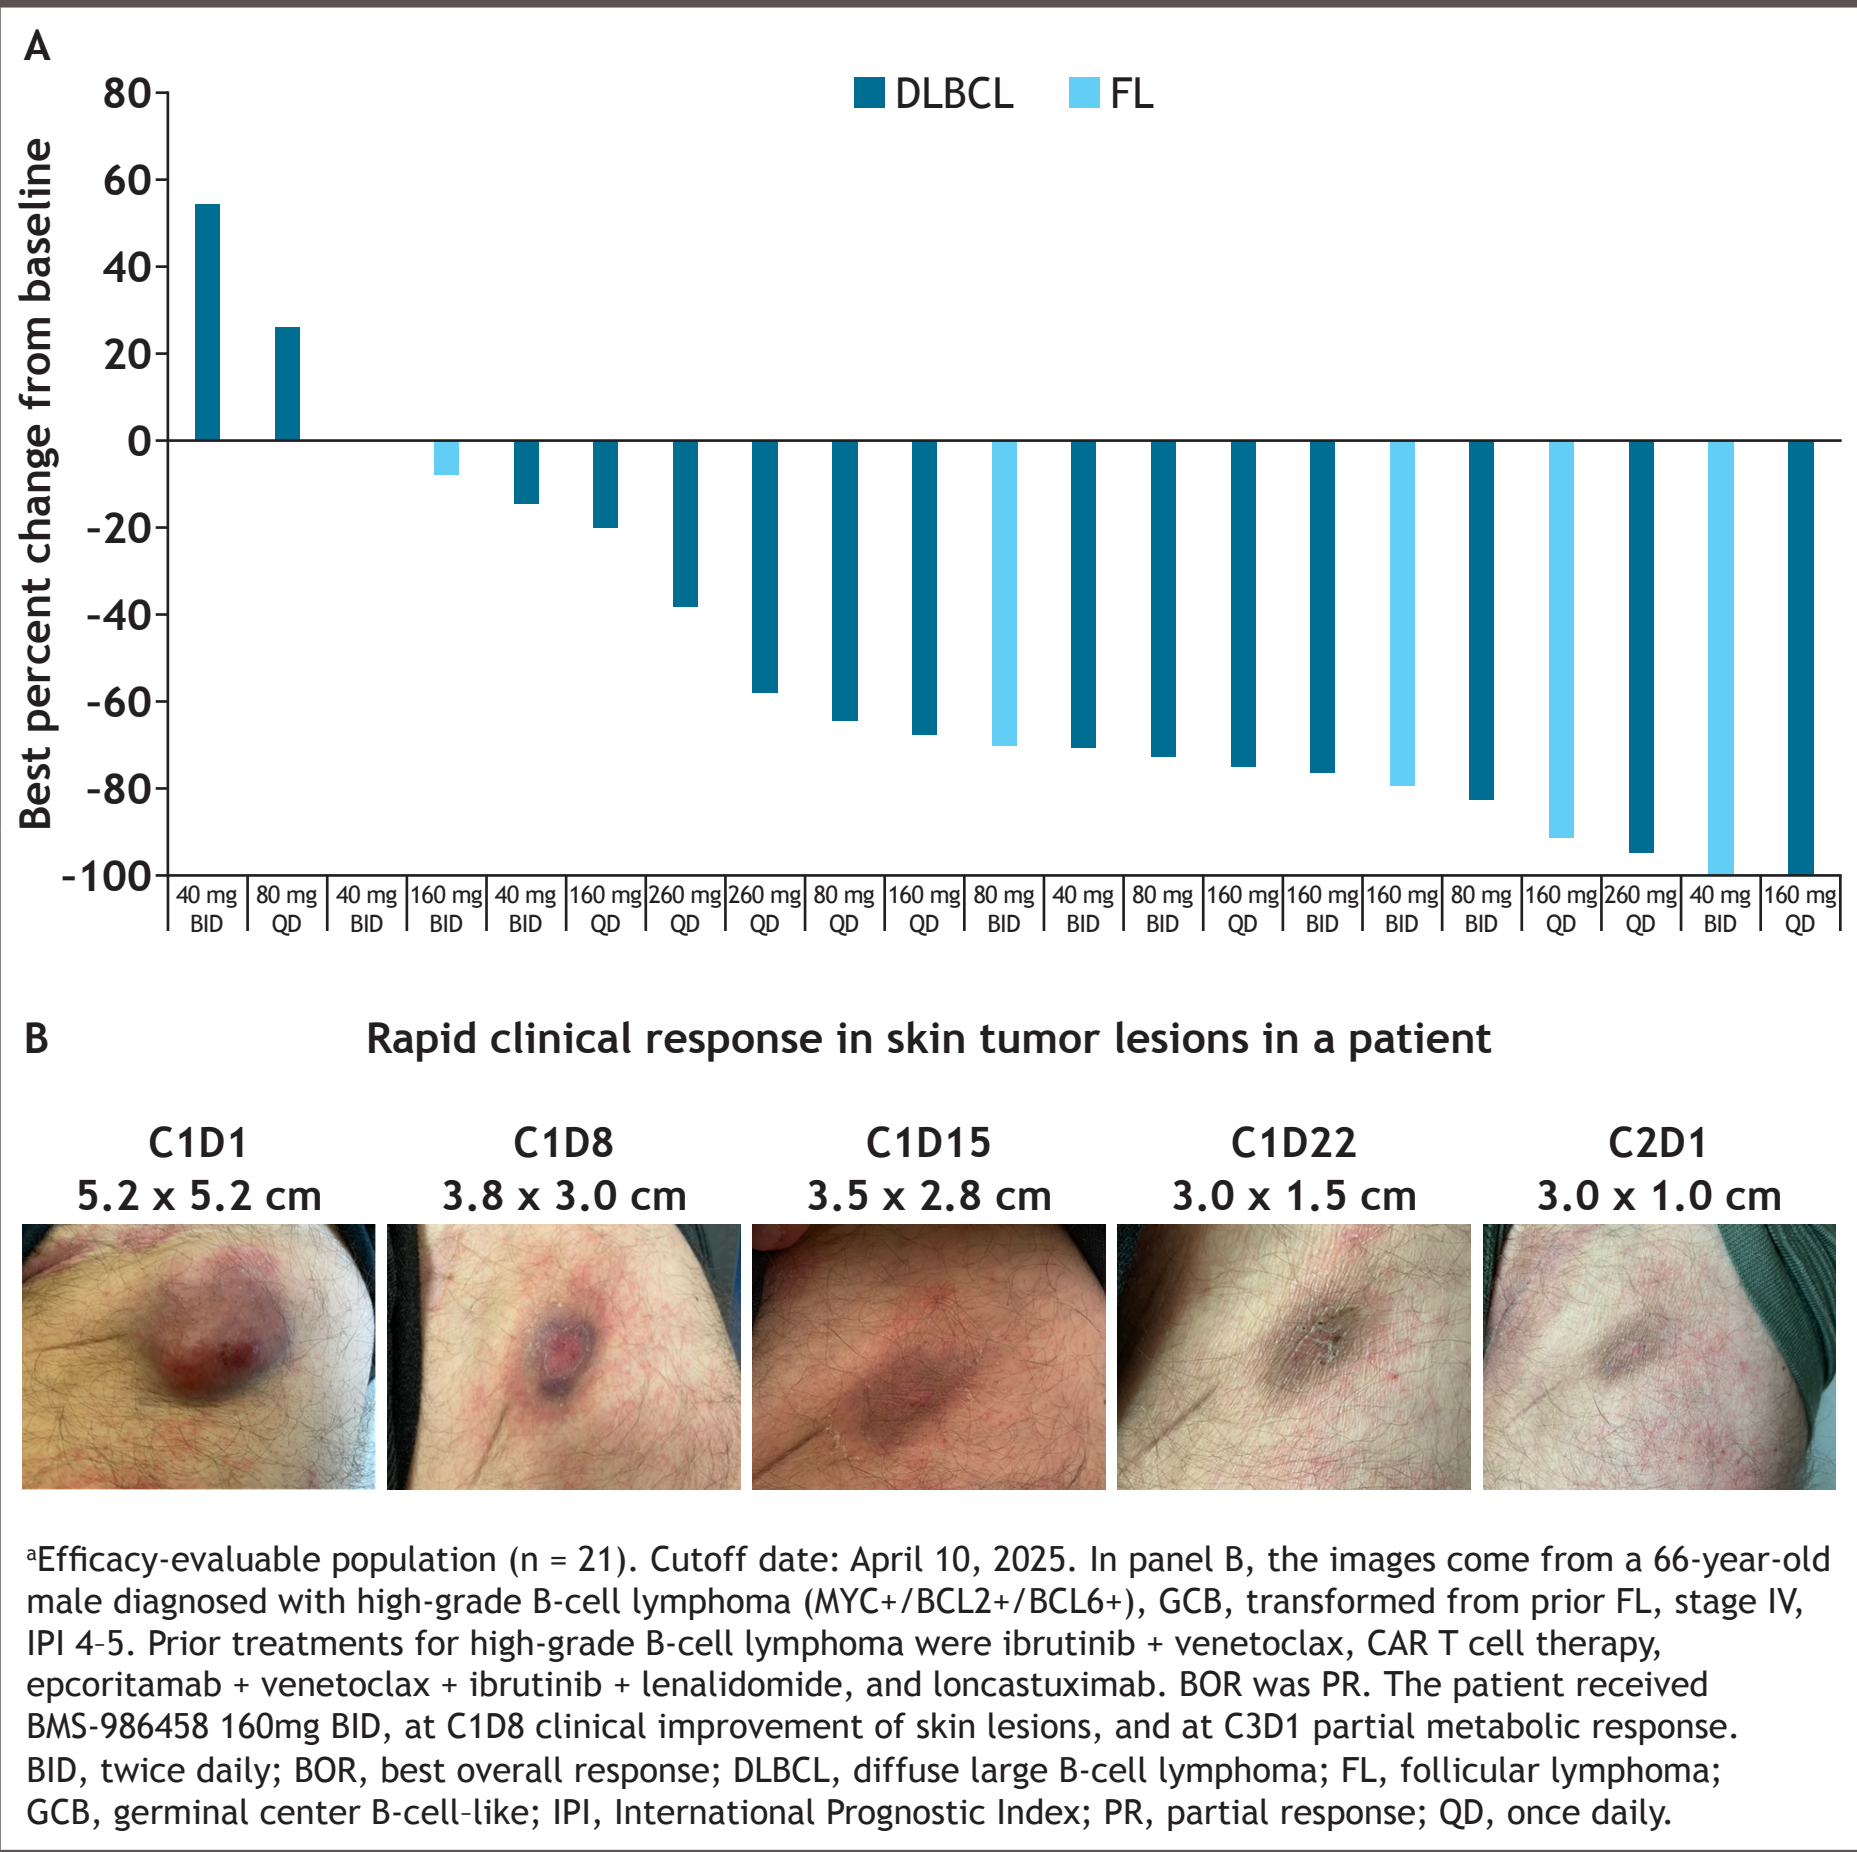 A
DLBCL FL
Best percent change from baseline
80
60
40
20
0
-20
-40
-60
-80
-100
40 mg 80 mg 40 mg 160 mg 40 mg 160 mg 260 mg 260 mg 80 mg 160 mg 80 mg 40 mg 80 mg 160 mg 160 mg 160 mg 80 mg 160 mg 260 mg 40 mg 160 mg
BID QD BID BID BID QD QD QD QD QD BID BID BID QD BID BID BID QD QD BID QD
B Rapid clinical response in skin tumor lesions in a patient
C1D1 C1D8 C1D15 C1D22 C2D1
5.2 x 5.2 cm 3.8 x 3.0 cm 3.5 x 2.8 cm 3.0 x 1.5 cm 3.0 x 1.0 cm
ᵃEfficacy-evaluable population (n = 21). Cutoff date: April 10, 2025. In panel B, the images come from a 66-year-old
male diagnosed with high-grade B-cell lymphoma (MYC+/BCL2+/BCL6+), GCB, transformed from prior FL, stage IV,
IPI 4–5. Prior treatments for high-grade B-cell lymphoma were ibrutinib + venetoclax, CAR T cell therapy,
epcoritamab + venetoclax + ibrutinib + lenalidomide, and loncastuximab. BOR was PR. The patient received
BMS-986458 160mg BID, at C1D8 clinical improvement of skin lesions, and at C3D1 partial metabolic response.
BID, twice daily; BOR, best overall response; DLBCL, diffuse large B-cell lymphoma; FL, follicular lymphoma;
GCB, germinal center B-cell–like; IPI, International Prognostic Index; PR, partial response; QD, once daily.